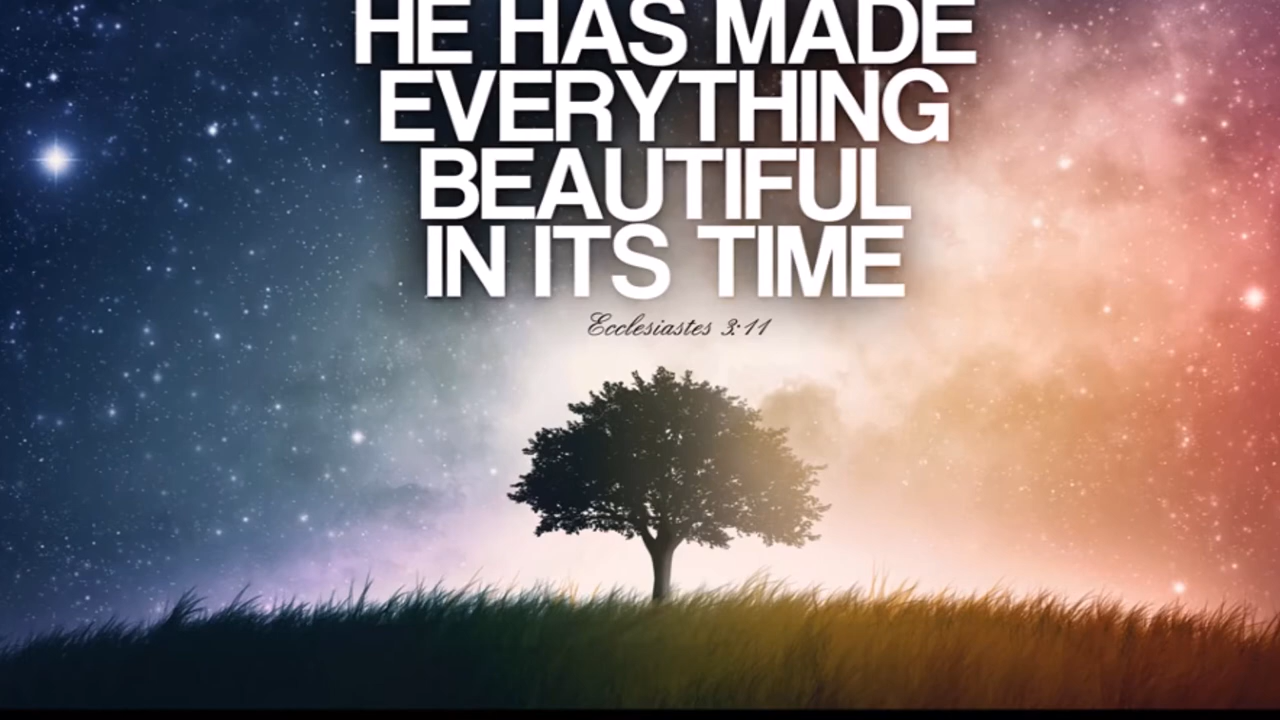 HE HAS MADE
EVERYTHING
BEAUTIFUL
IN ITS TIME
Ecclesiastes 3:11